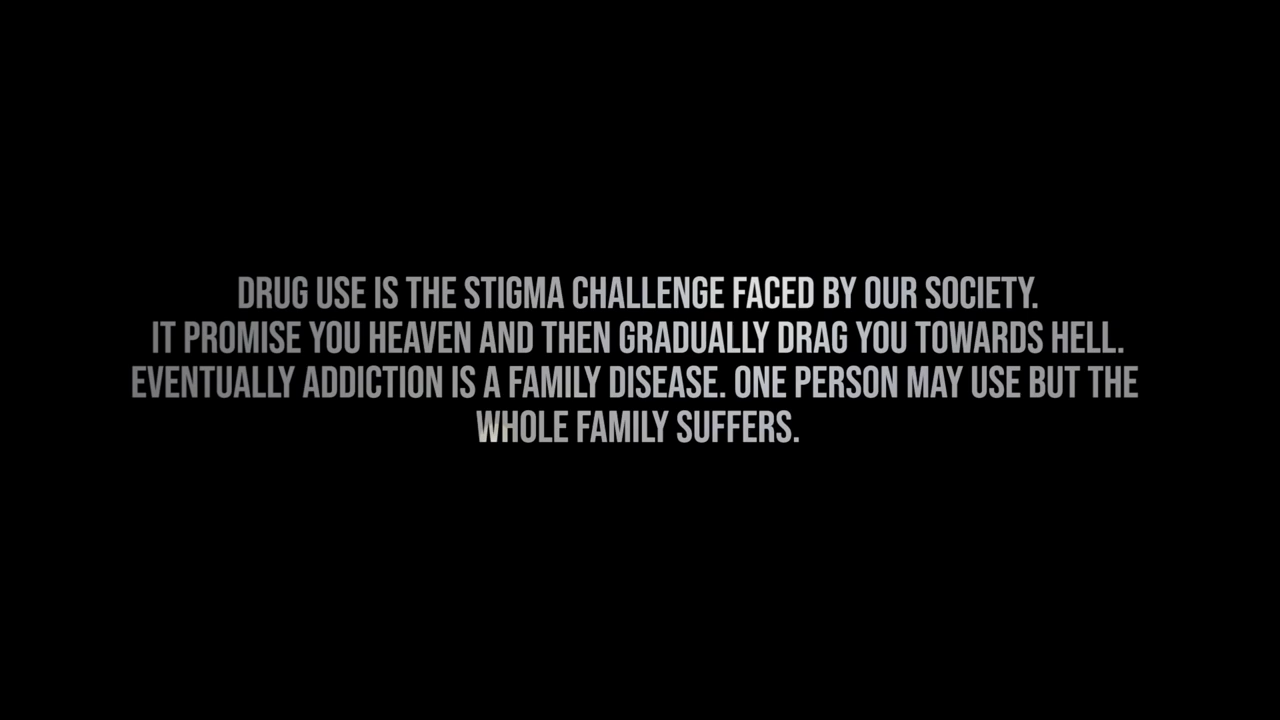 DRUG USE IS THE STIGMA CHALLENGE FACED BY OUR SOCIETY.
IT PROMISE YOU HEAVEN AND THEN GRADUALLY DRAG YOU TOWARDS HELL.
EVENTUALLY ADDICTION IS A FAMILY DISEASE. ONE PERSON MAY USE BUT THE
WHOLE FAMILY SUFFERS.